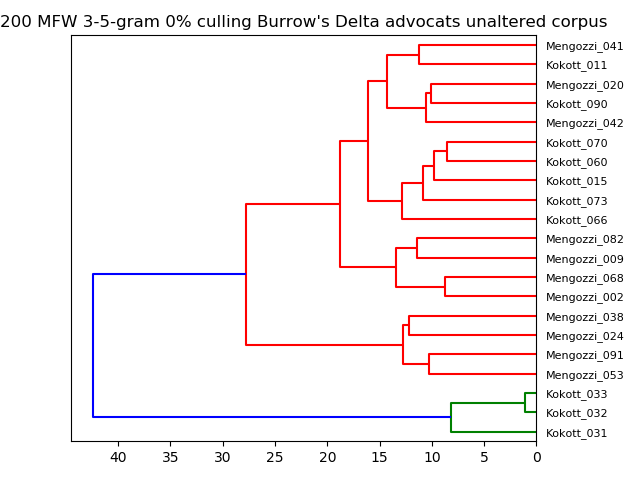 200 MFW 3-5-gram 0% culling Burrow's Delta advocats unaltered corpus
Mengozzi_041
Kokott_011
Mengozzi_020
Kokott_090
Mengozzi_042
Kokott_070
Kokott_060
Kokott_015
Kokott_073
Kokott_066
Mengozzi_082
Mengozzi_009
Mengozzi_068
Mengozzi_002
Mengozzi_038
Mengozzi_024
Mengozzi_091
Mengozzi_053
Kokott_033
Kokott_032
Kokott_031
40 35 30 25 20 15 10 5 0